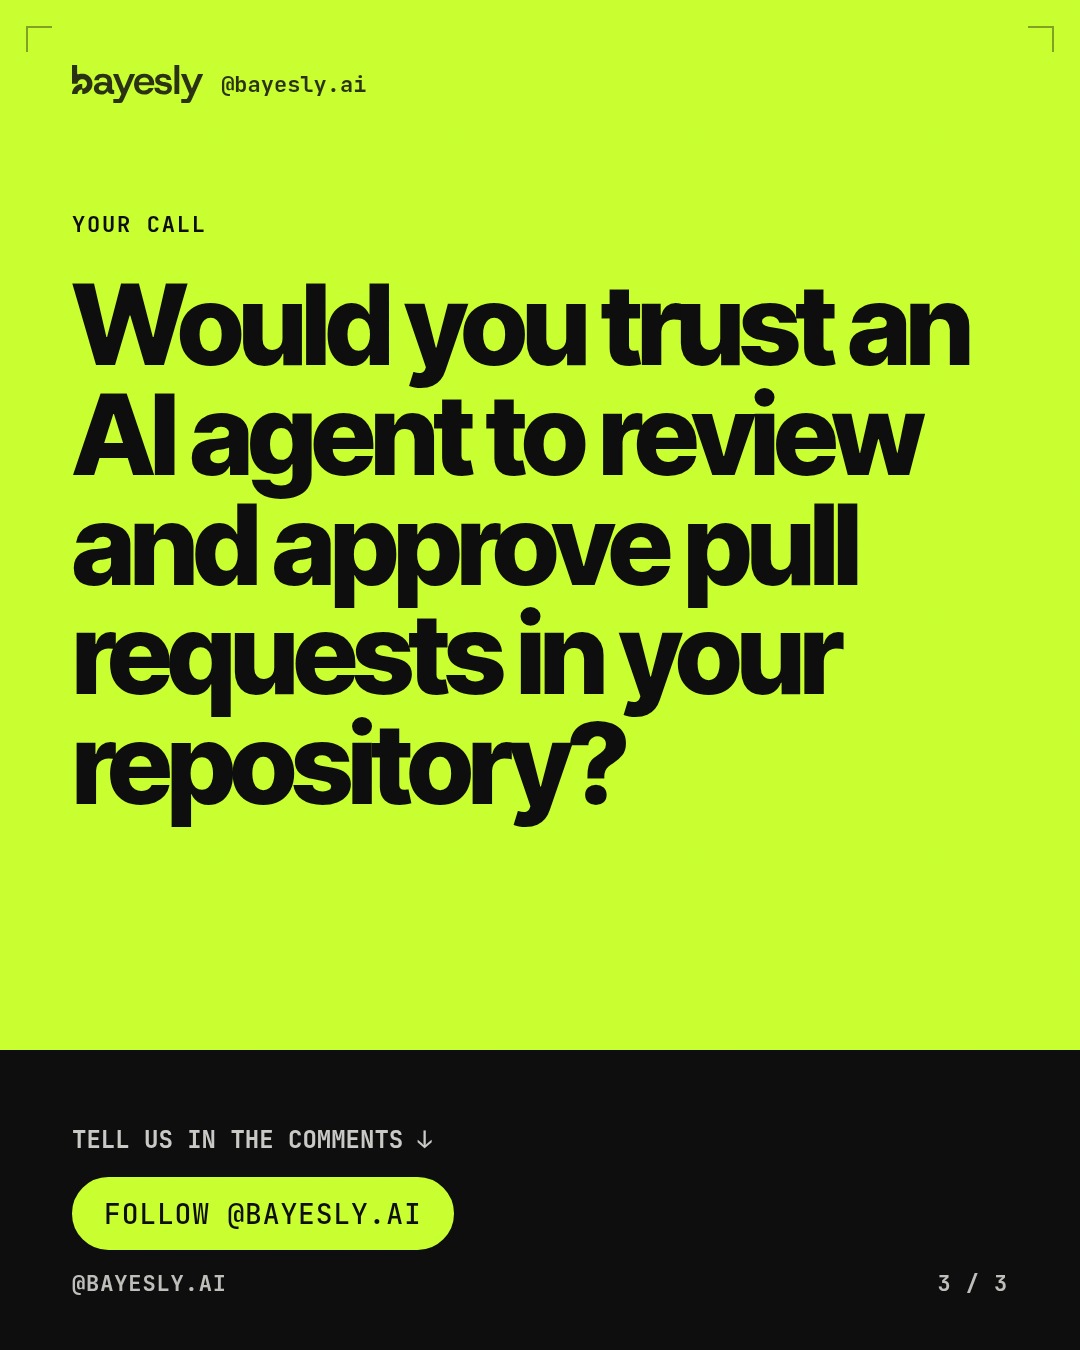 bayesly @bayesly.ai
YOUR CALL
Would you trust an
AI agent to review
and approve pull
requests in your
repository?
TELL US IN THE COMMENTS ↓
FOLLOW @BAYESLY.AI
@BAYESLY.AI 3 / 3